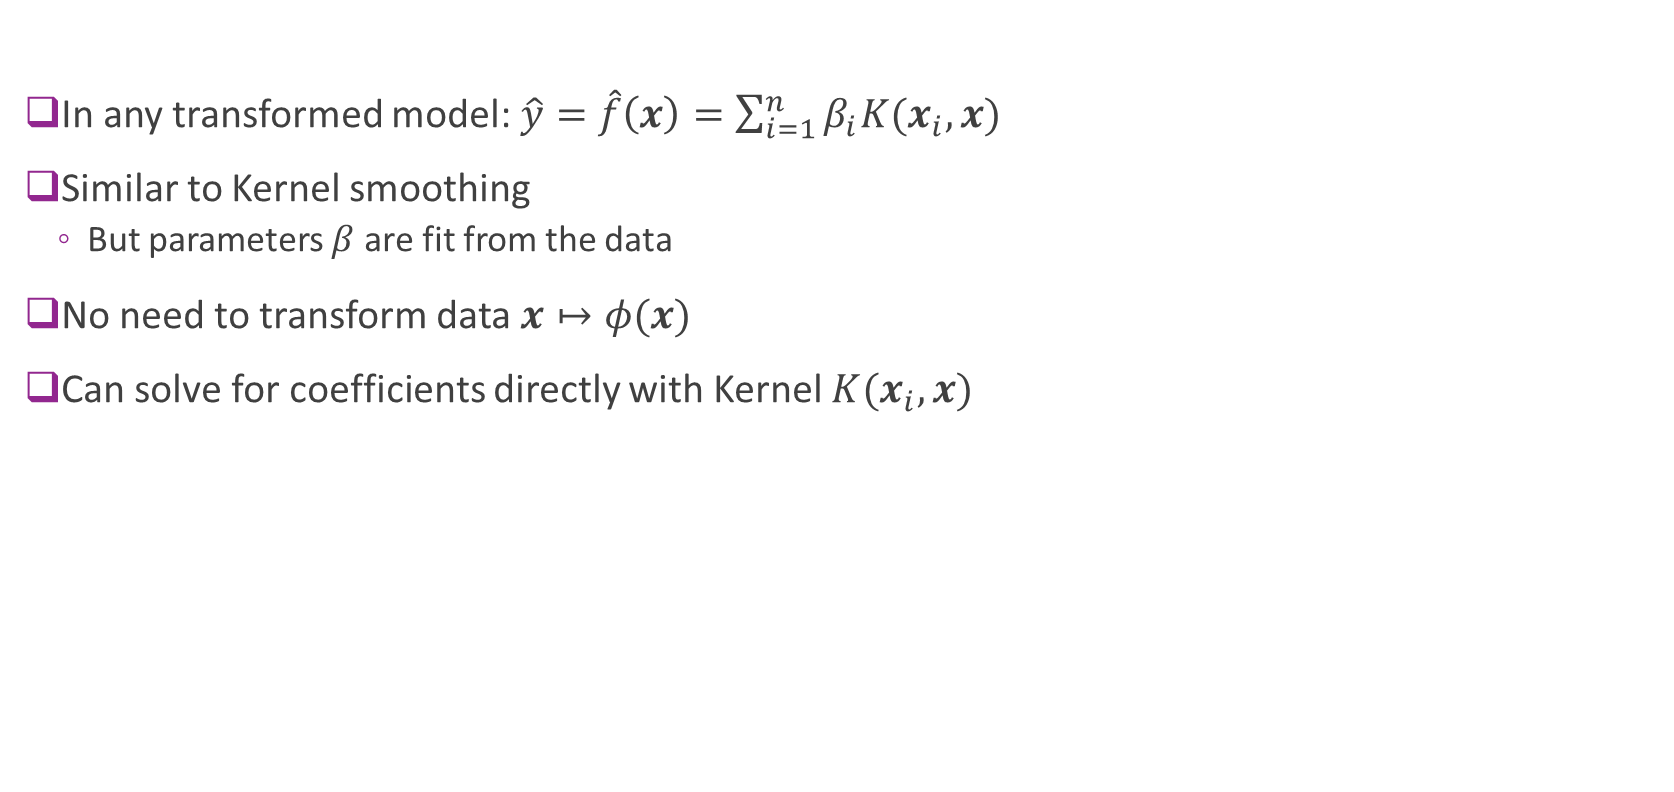 ❑In any transformed model: ŷ = f̂(x) = ∑ⁿᵢ₌₁ βᵢK(xᵢ, x)
❑Similar to Kernel smoothing
◦ But parameters β are fit from the data
❑No need to transform data x ↦ ϕ(x)
❑Can solve for coefficients directly with Kernel K(xᵢ, x)